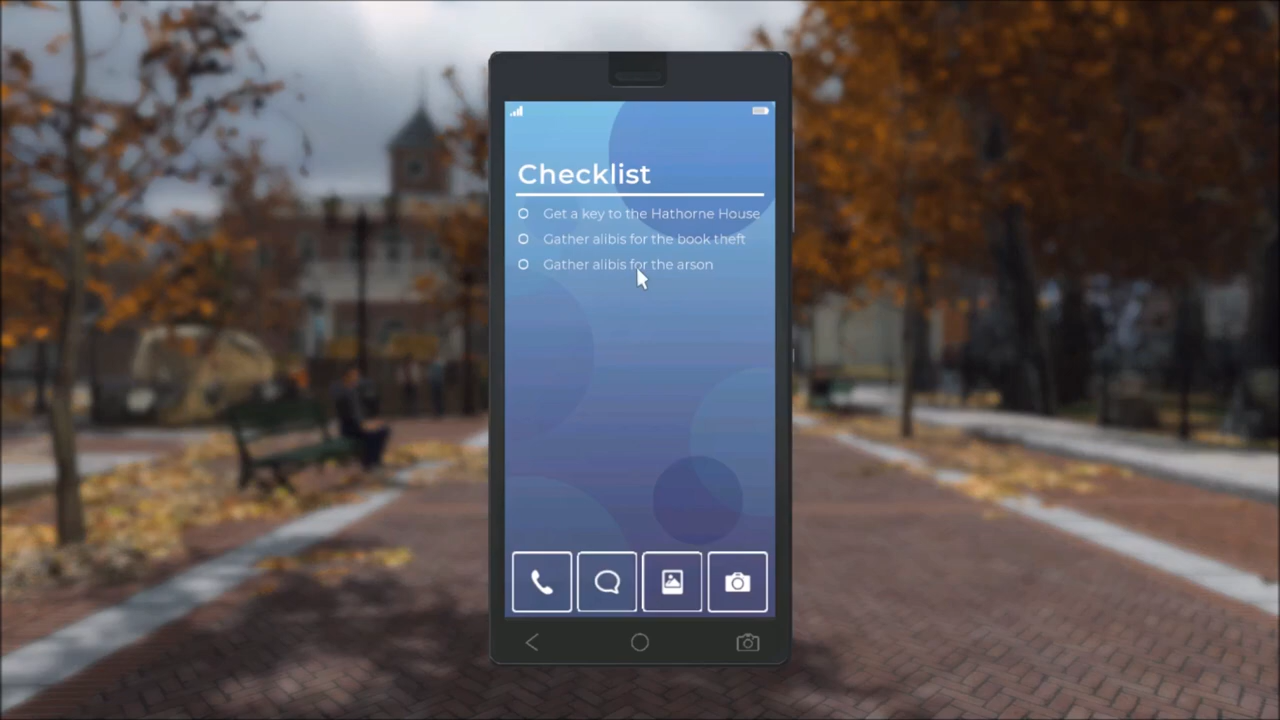 Checklist
Get a key to the Hathorne House
Gather alibis for the book theft
Gather alibis for the arson